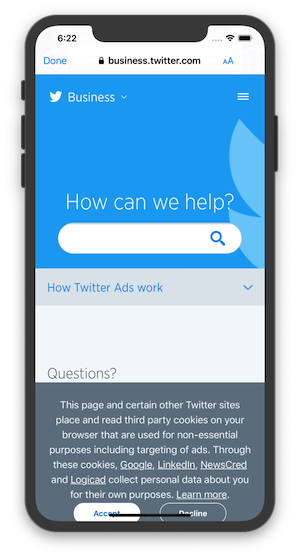 6:22
Done
business.twitter.com
AA
Business
How can we help?
How Twitter Ads work
Questions?
This page and certain other Twitter sites
place and read third party cookies on
your browser that are used for non-essential
purposes including targeting of ads. Through
these cookies, Google, LinkedIn, NewsCred
and Logicad collect personal data about you
for their own purposes. Learn more.
Accept
Decline